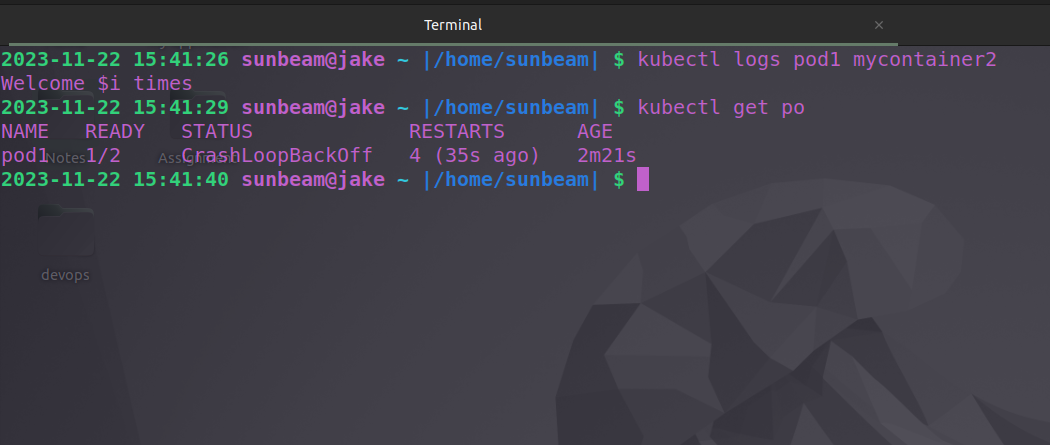 Terminal ×
2023-11-22 15:41:26 sunbeam@jake ~ |/home/sunbeam| $ kubectl logs pod1 mycontainer2
Welcome $i times
2023-11-22 15:41:29 sunbeam@jake ~ |/home/sunbeam| $ kubectl get po
NAME READY STATUS RESTARTS AGE
pod1 1/2 CrashLoopBackOff 4 (35s ago) 2m21s
2023-11-22 15:41:40 sunbeam@jake ~ |/home/sunbeam| $
Notes
devops